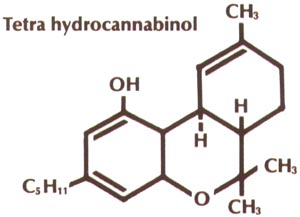 CH₃
Tetra hydrocannabinol
OH
H
H
CH₃
C₅H₁₁
O
CH₃